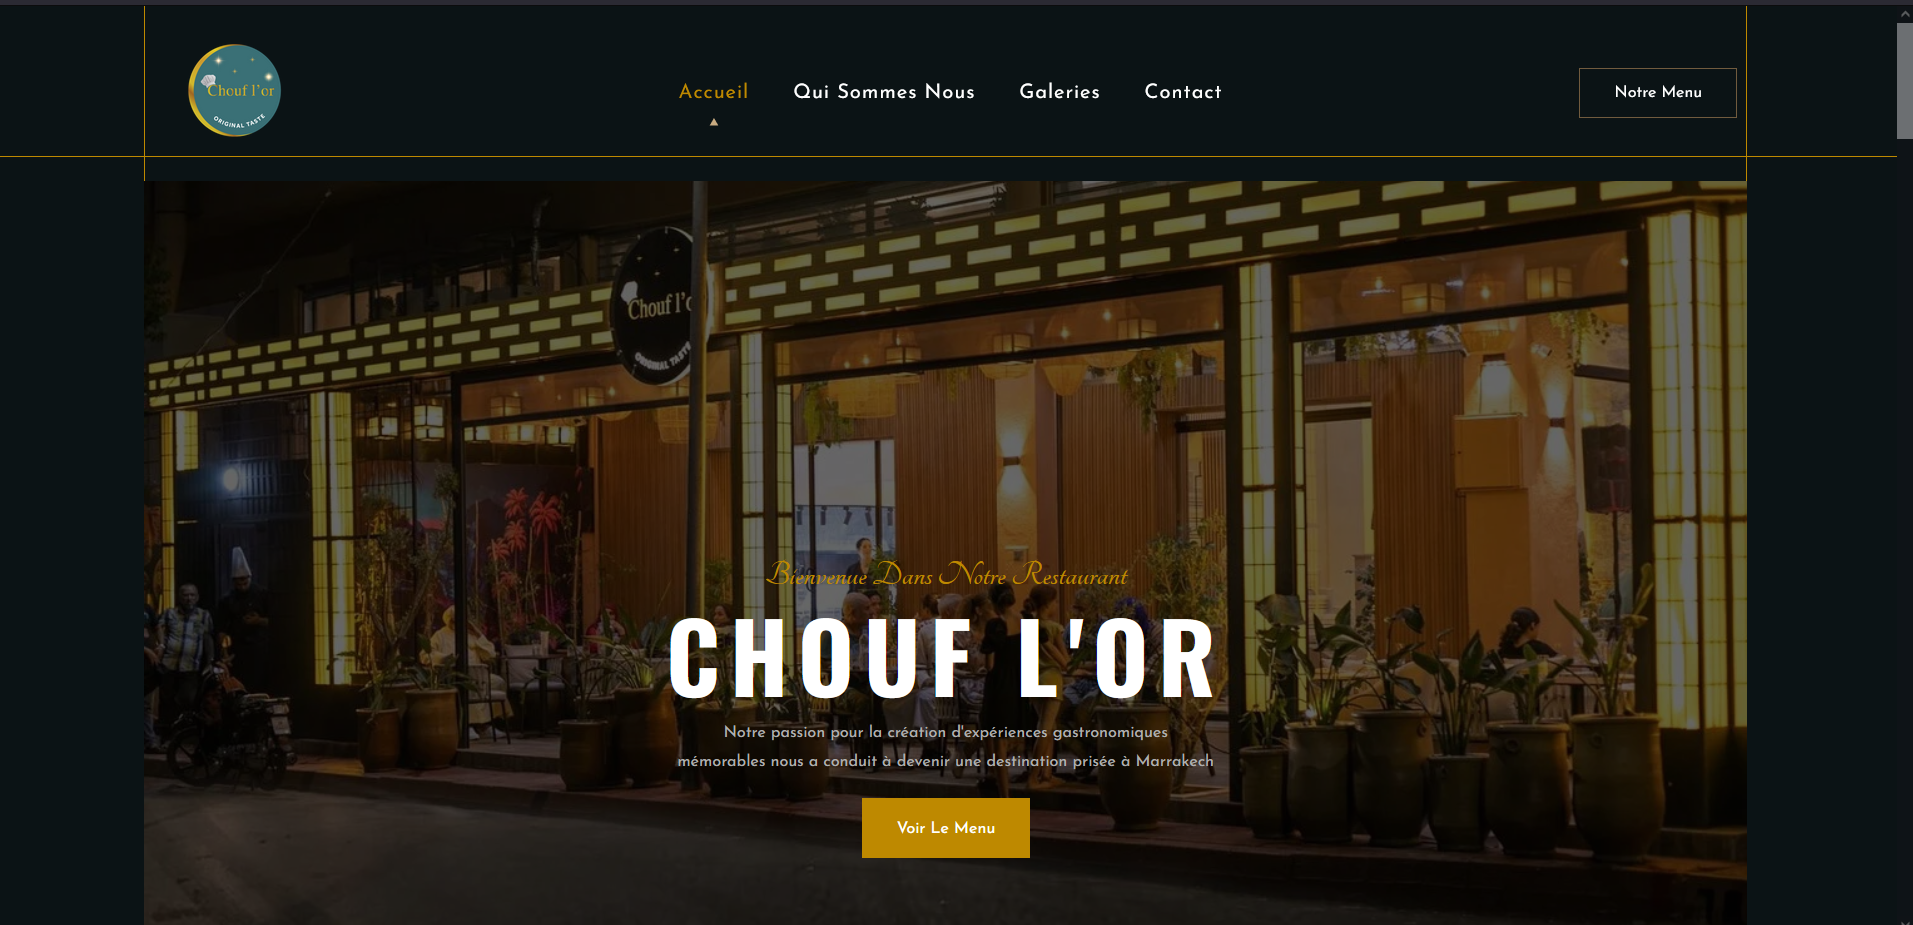 Chouf l'or
ORIGINAL TASTE
Accueil Qui Sommes Nous Galeries Contact
Notre Menu
Chouf l'o
ORIGINAL TASTE
Bienvenue Dans Notre Restaurant
CHOUF L'OR
Notre passion pour la création d'expériences gastronomiques
mémorables nous a conduit à devenir une destination prisée à Marrakech
Voir Le Menu